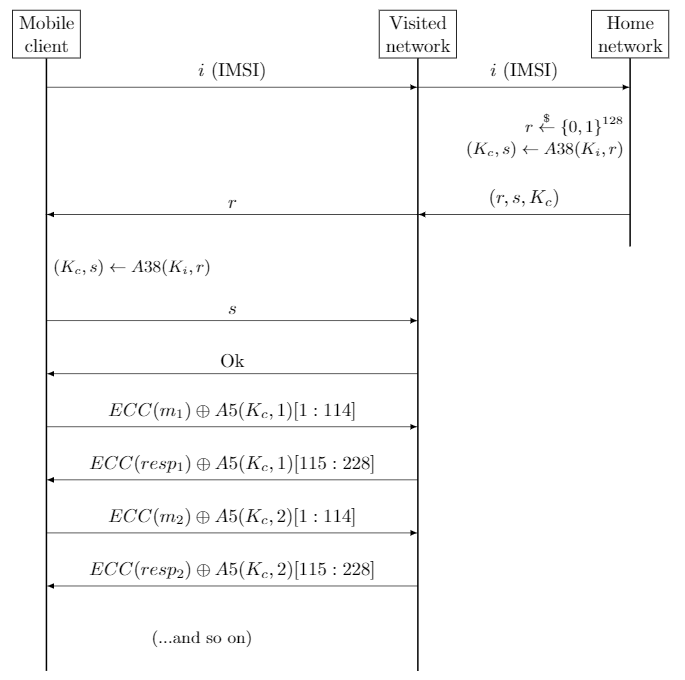 Mobile client
Visited network
Home network
i (IMSI)
i (IMSI)
r $← {0, 1}^128
(K_c, s) ← A38(K_i, r)
r
(r, s, K_c)
(K_c, s) ← A38(K_i, r)
s
Ok
ECC(m_1) ⊕ A5(K_c, 1)[1 : 114]
ECC(resp_1) ⊕ A5(K_c, 1)[115 : 228]
ECC(m_2) ⊕ A5(K_c, 2)[1 : 114]
ECC(resp_2) ⊕ A5(K_c, 2)[115 : 228]
(...and so on)